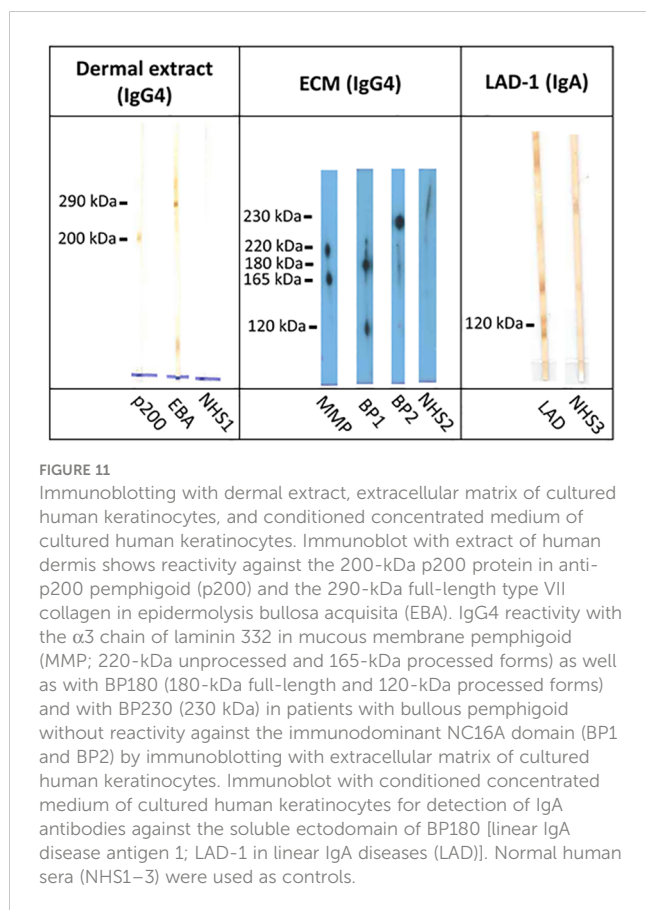 Dermal extract
(IgG4)
ECM (IgG4)
LAD-1 (IgA)
290 kDa
200 kDa
230 kDa
220 kDa
180 kDa
165 kDa
120 kDa
120 kDa
p200
EBA
NHS1
MMP
BP1
BP2
NHS2
LAD
NHS3
FIGURE 11
Immunoblotting with dermal extract, extracellular matrix of cultured
human keratinocytes, and conditioned concentrated medium of
cultured human keratinocytes. Immunoblot with extract of human
dermis shows reactivity against the 200-kDa p200 protein in anti-
p200 pemphigoid (p200) and the 290-kDa full-length type VII
collagen in epidermolysis bullosa acquisita (EBA). IgG4 reactivity with
the α3 chain of laminin 332 in mucous membrane pemphigoid
(MMP; 220-kDa unprocessed and 165-kDa processed forms) as well
as with BP180 (180-kDa full-length and 120-kDa processed forms)
and with BP230 (230 kDa) in patients with bullous pemphigoid
without reactivity against the immunodominant NC16A domain (BP1
and BP2) by immunoblotting with extracellular matrix of cultured
human keratinocytes. Immunoblot with conditioned concentrated
medium of cultured human keratinocytes for detection of IgA
antibodies against the soluble ectodomain of BP180 [linear IgA
disease antigen 1; LAD-1 in linear IgA diseases (LAD)]. Normal human
sera (NHS1–3) were used as controls.